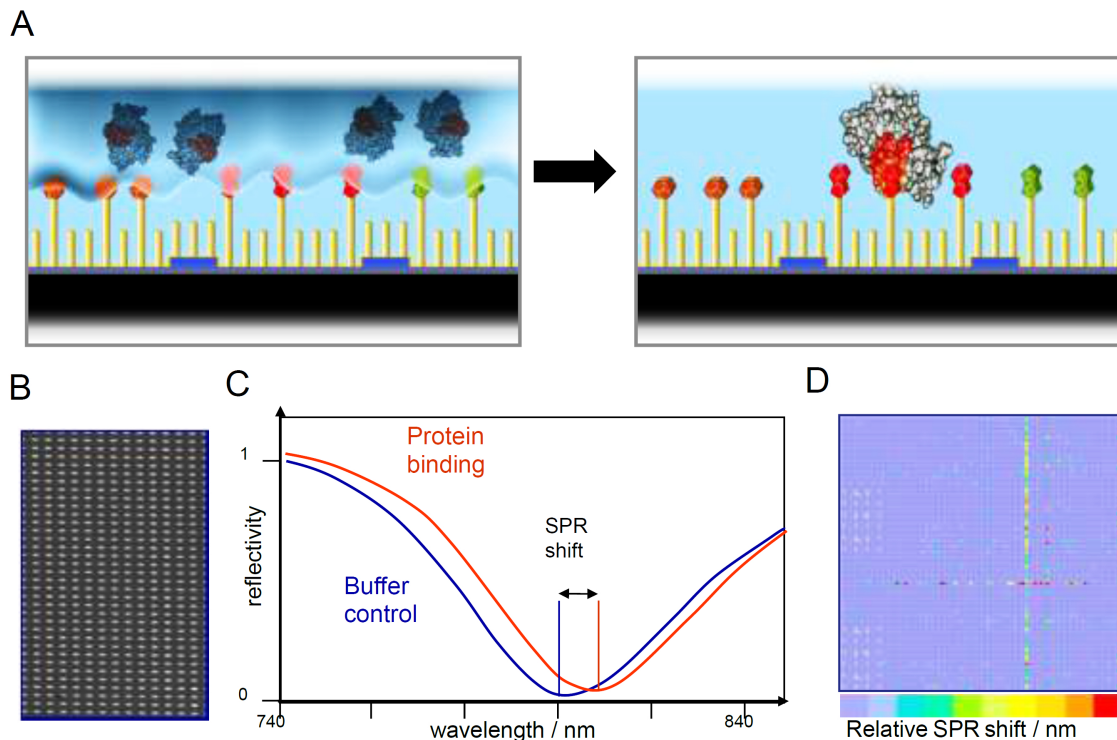 A
B
C
D
Protein
binding
1
SPR
shift
reflectivity
Buffer
control
0
740
wavelength / nm
840
Relative SPR shift / nm